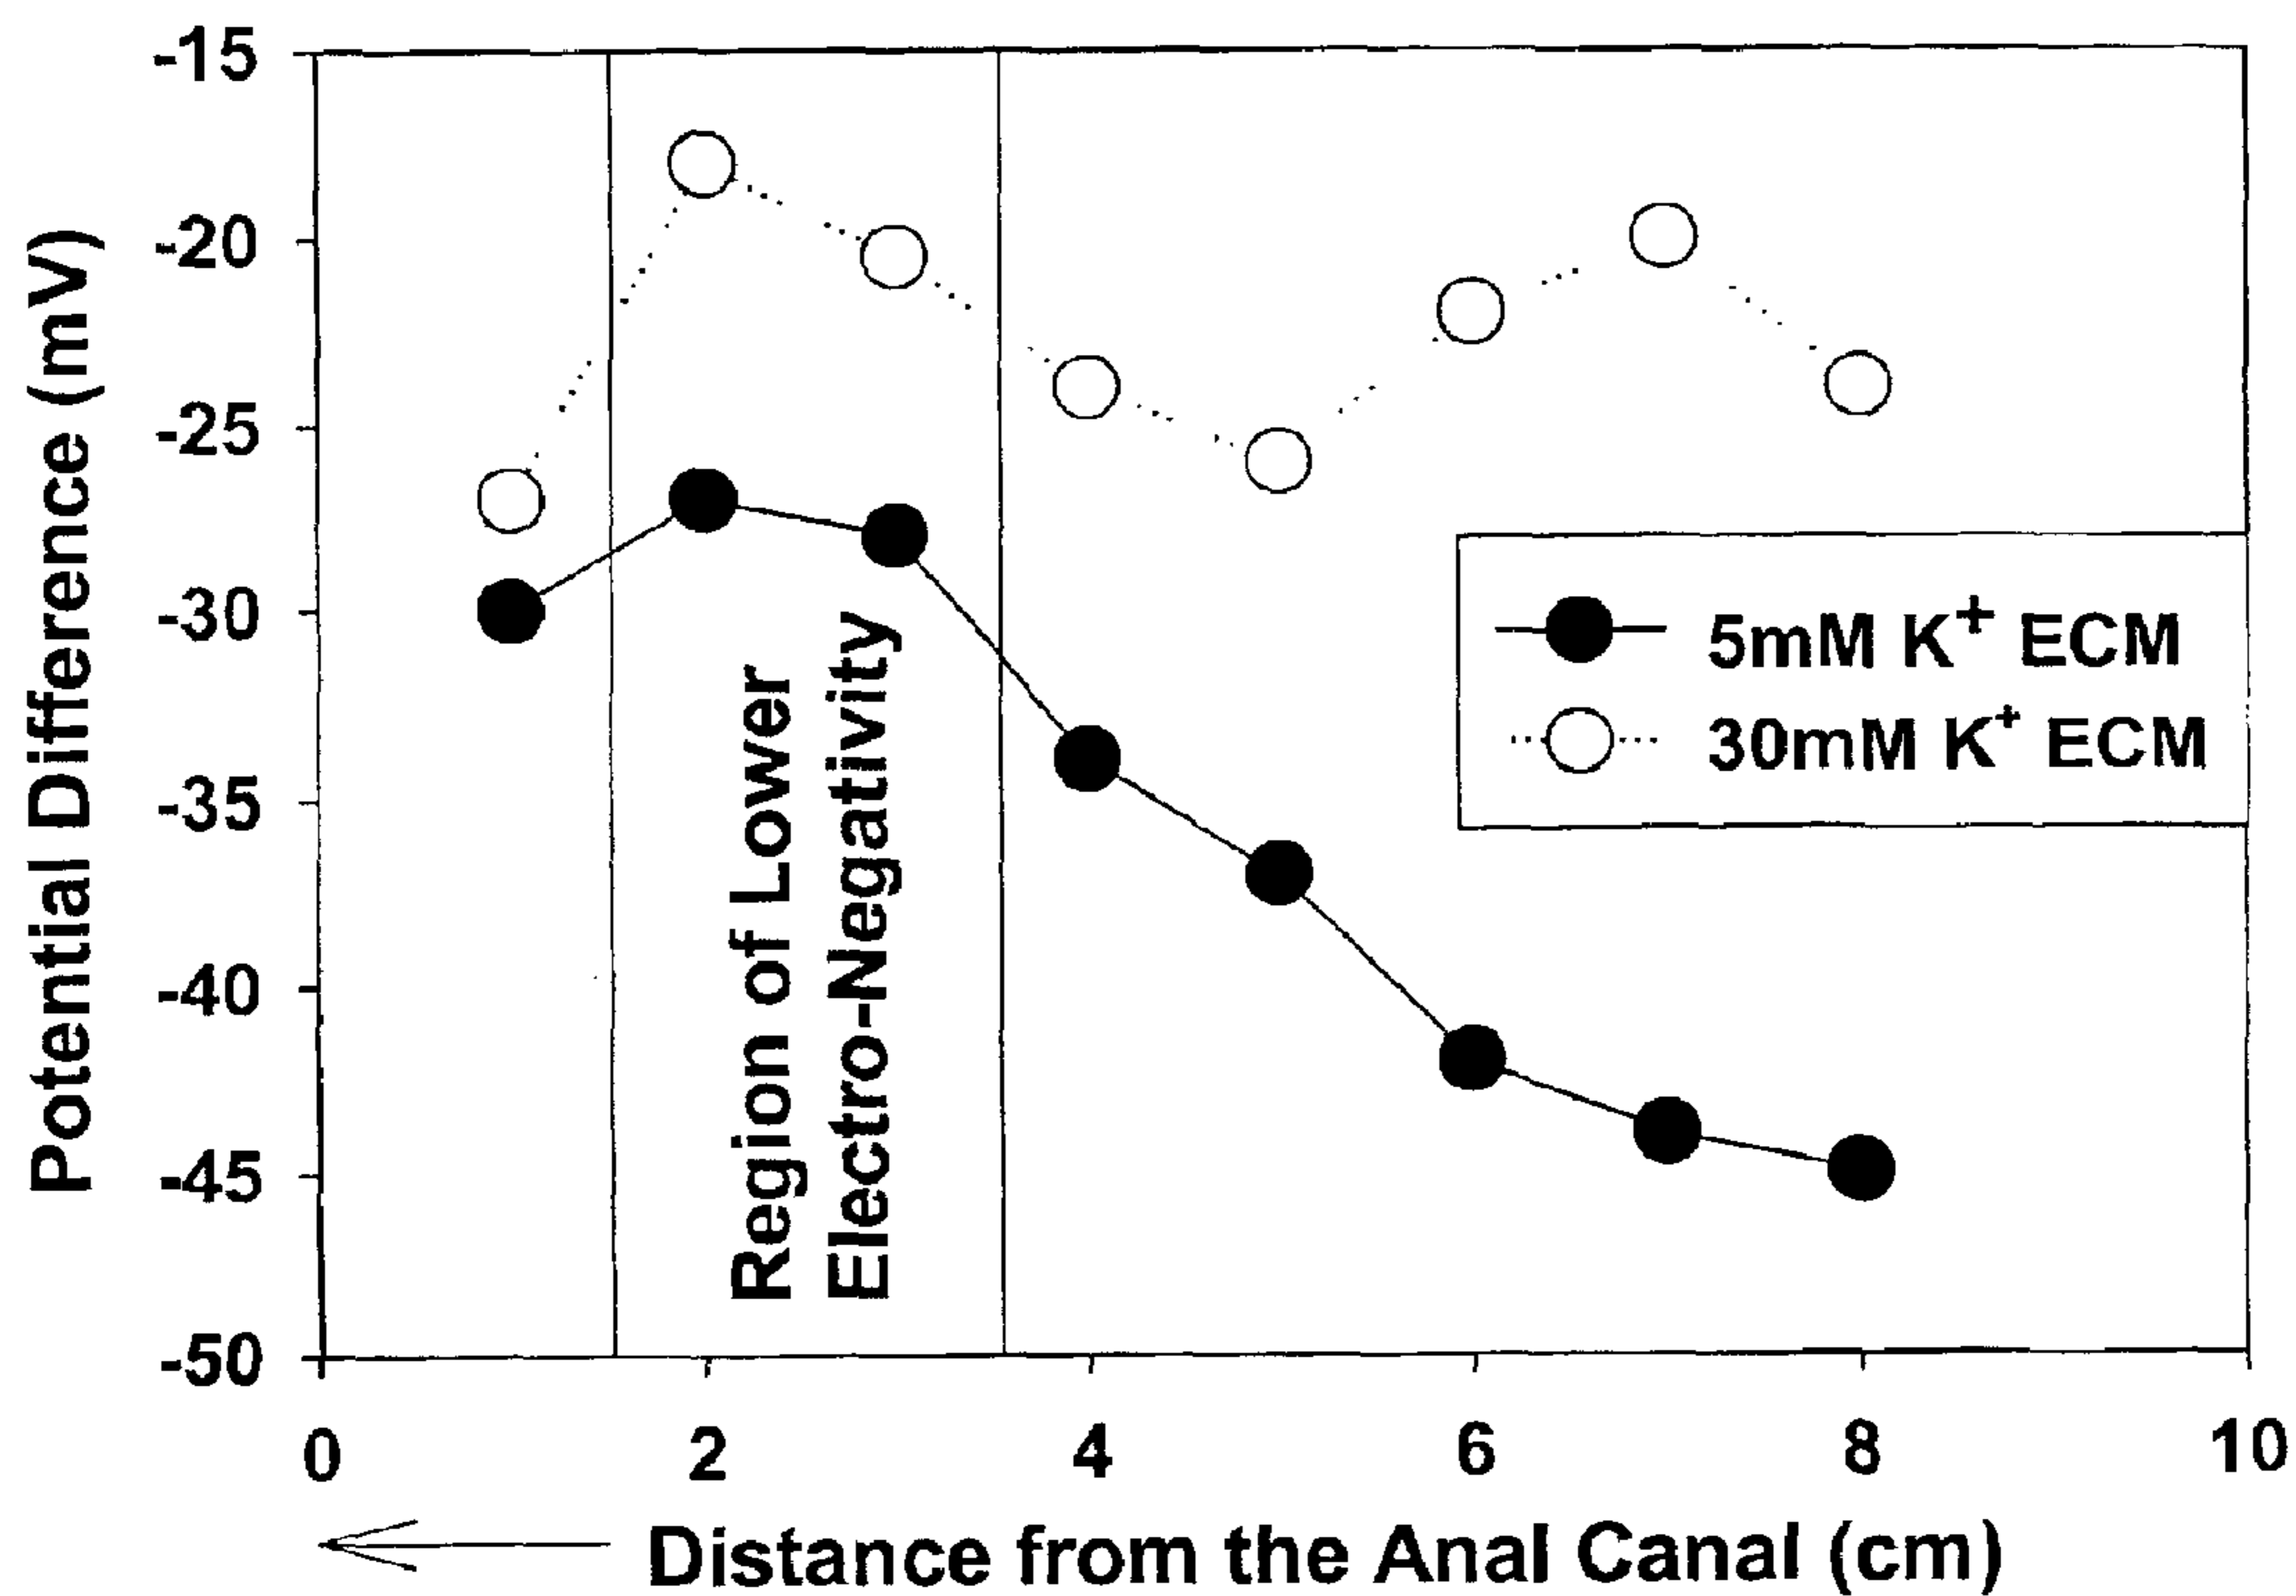 -15
-20
-25
-30
-35
-40
-45
-50
Potential Difference (mV)
Region of Lower
Electro-Negativity
5mM K⁺ ECM
30mM K⁺ ECM
0 2 4 6 8 10
Distance from the Anal Canal (cm)